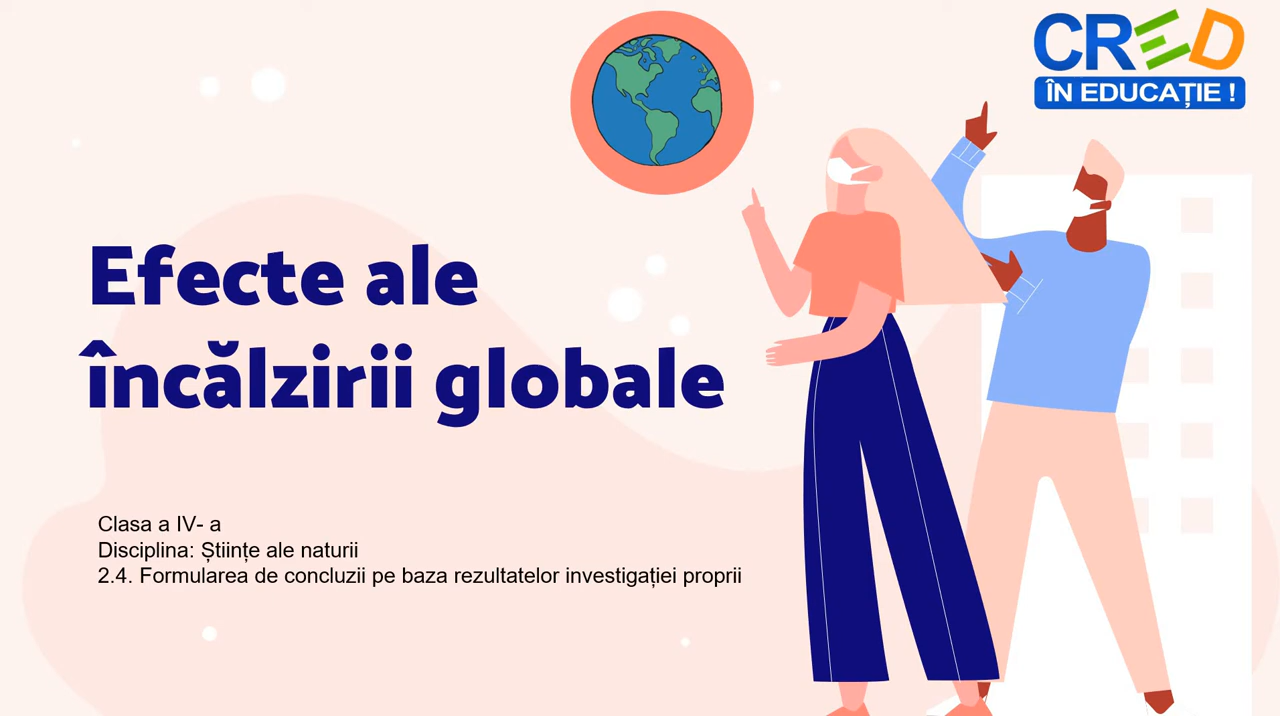 CRED
ÎN EDUCAȚIE !
Efecte ale
încălzirii globale
Clasa a IV- a
Disciplina: Științe ale naturii
2.4. Formularea de concluzii pe baza rezultatelor investigației proprii